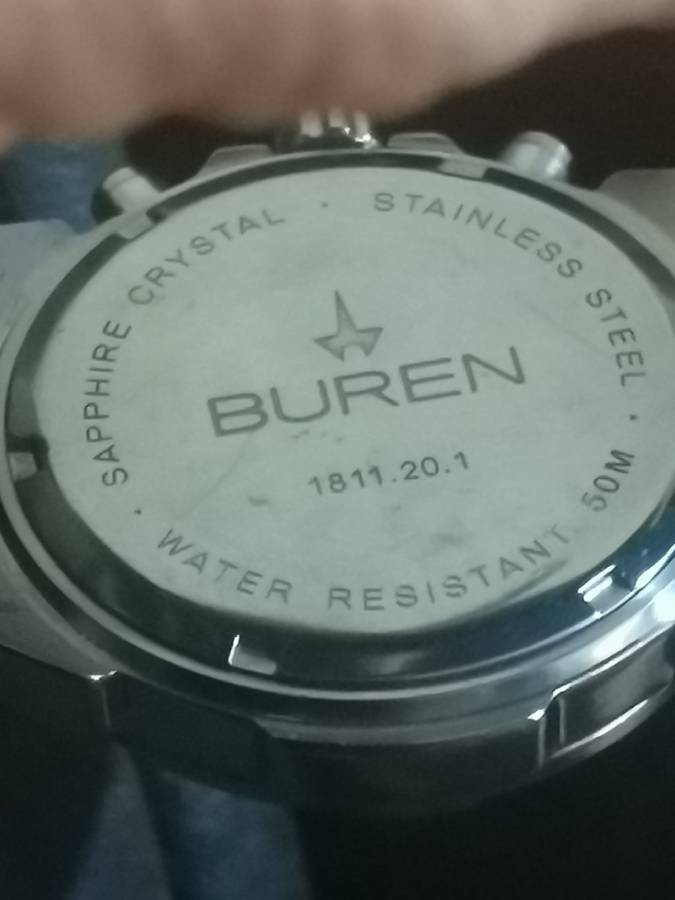 SAPPHIRE CRYSTAL · STAINLESS STEEL · WATER RESISTANT 50M ·
BUREN
1811.20.1